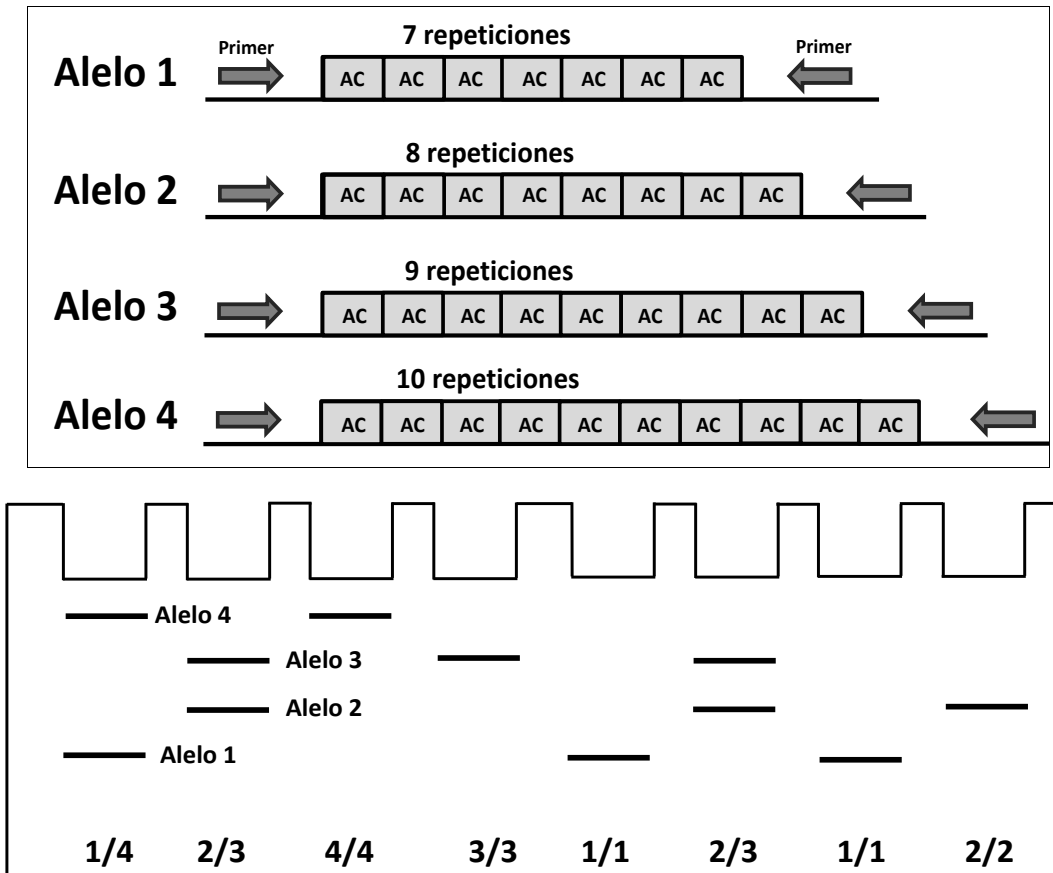 7 repeticiones
Primer Primer
Alelo 1 AC AC AC AC AC AC AC
8 repeticiones
Alelo 2 AC AC AC AC AC AC AC AC
9 repeticiones
Alelo 3 AC AC AC AC AC AC AC AC AC
10 repeticiones
Alelo 4 AC AC AC AC AC AC AC AC AC AC
Alelo 4
Alelo 3
Alelo 2
Alelo 1
1/4 2/3 4/4 3/3 1/1 2/3 1/1 2/2